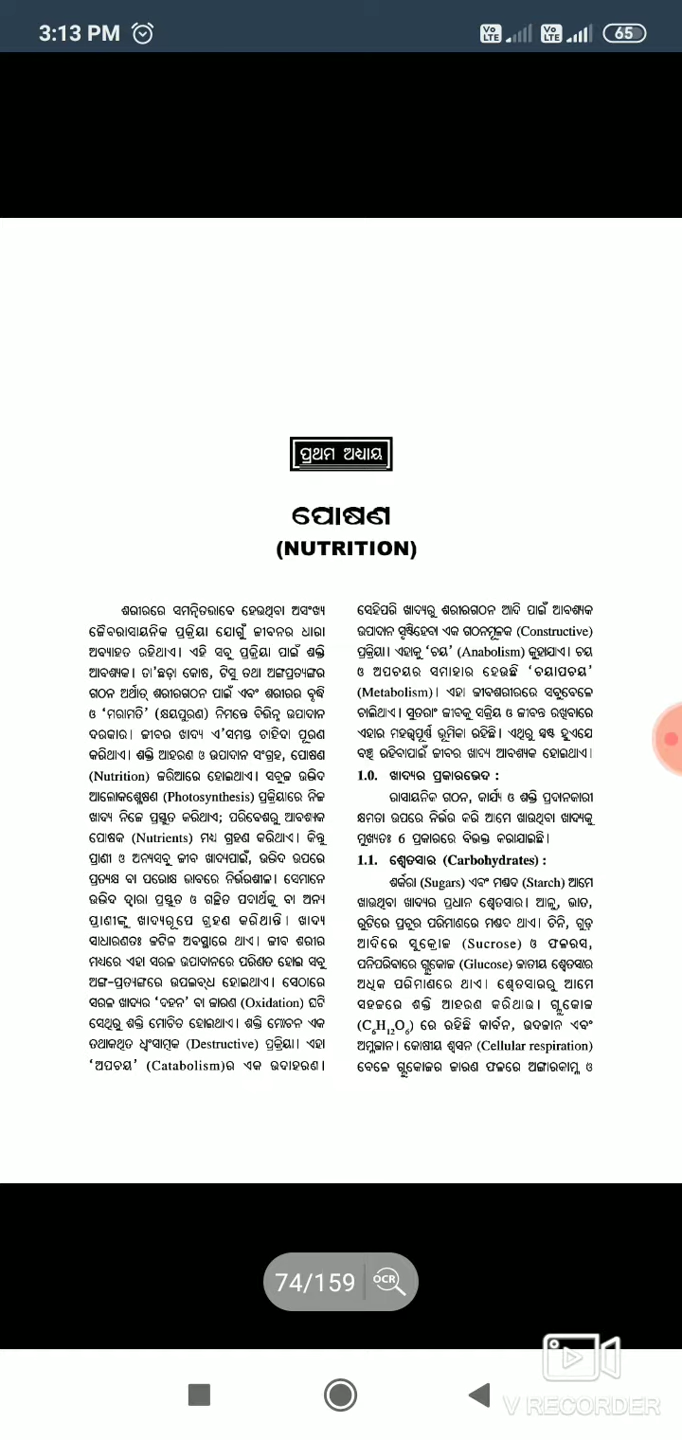 3:13 PM
Vo LTE
Vo LTE
65
ପ୍ରଥମ ଅଧ୍ୟାୟ
ପୋଷଣ
(NUTRITION)
ଶରୀରରେ ସମନ୍ୱିତଭାବେ ହେଉଥିବା ଅସଂଖ୍ୟ
ଜୈବରାସାୟନିକ ପ୍ରକ୍ରିୟା ଯୋଗୁଁ ଜୀବନର ଧାରା
ଅବ୍ୟାହତ ରହିଥାଏ। ଏହି ସବୁ ପ୍ରକ୍ରିୟା ପାଇଁ ଶକ୍ତି
ଆବଶ୍ୟକ। ତା'ଛଡ଼ା କୋଷ, ଟିସୁ ତଥା ଅଙ୍ଗପ୍ରତ୍ୟଙ୍ଗର
ଗଠନ ଅର୍ଥାତ୍ ଶରୀରଗଠନ ପାଇଁ ଏବଂ ଶରୀରର ବୃଦ୍ଧି
ଓ 'ମରାମତି' (କ୍ଷୟପୂରଣ) ନିମନ୍ତେ ବିଭିନ୍ନ ଉପାଦାନ
ଦରକାର। ଜୀବର ଖାଦ୍ୟ ଏ'ସମସ୍ତ ଚାହିଦା ପୂରଣ
କରିଥାଏ। ଶକ୍ତି ଆହରଣ ଓ ଉପାଦାନ ସଂଗ୍ରହ, ପୋଷଣ
(Nutrition) ଜରିଆରେ ହୋଇଥାଏ। ସବୁଜ ଉଦ୍ଭିଦ
ଆଲୋକଶ୍ଳେଷଣ (Photosynthesis) ପ୍ରକ୍ରିୟାରେ ନିଜ
ଖାଦ୍ୟ ନିଜେ ପ୍ରସ୍ତୁତ କରିଥାଏ; ପରିବେଶରୁ ଆବଶ୍ୟକ
ପୋଷକ (Nutrients) ମଧ୍ୟ ଗ୍ରହଣ କରିଥାଏ। କିନ୍ତୁ
ପ୍ରାଣୀ ଓ ଅନ୍ୟସବୁ ଜୀବ ଖାଦ୍ୟପାଇଁ, ଉଦ୍ଭିଦ ଉପରେ
ପ୍ରତ୍ୟକ୍ଷ ବା ପରୋକ୍ଷ ଭାବରେ ନିର୍ଭରଶୀଳ। ସେମାନେ
ଉଦ୍ଭିଦ ଦ୍ୱାରା ପ୍ରସ୍ତୁତ ଓ ଗଚ୍ଛିତ ପଦାର୍ଥକୁ ବା ଅନ୍ୟ
ପ୍ରାଣୀଙ୍କୁ ଖାଦ୍ୟରୂପେ ଗ୍ରହଣ କରିଥାନ୍ତି। ଖାଦ୍ୟ
ସାଧାରଣତଃ ଜଟିଳ ଅବସ୍ଥାରେ ଥାଏ। ଜୀବ ଶରୀର
ମଧ୍ୟରେ ଏହା ସରଳ ଉପାଦାନରେ ପରିଣତ ହୋଇ ସବୁ
ଅଙ୍ଗ-ପ୍ରତ୍ୟଙ୍ଗରେ ଉପଲବ୍ଧ ହୋଇଥାଏ। ସେଠାରେ
ସରଳ ଖାଦ୍ୟର 'ଦହନ' ବା ଜାରଣ (Oxidation) ଘଟି
ସେଥିରୁ ଶକ୍ତି ମୋଚିତ ହୋଇଥାଏ। ଶକ୍ତି ମୋଚନ ଏକ
ତଥାକଥିତ ଧ୍ୱଂସାତ୍ମକ (Destructive) ପ୍ରକ୍ରିୟା। ଏହା
'ଅପଚୟ' (Catabolism)ର ଏକ ଉଦାହରଣ।
ସେହିପରି ଖାଦ୍ୟରୁ ଶରୀରଗଠନ ଆଦି ପାଇଁ ଆବଶ୍ୟକ
ଉପାଦାନ ସୃଷ୍ଟିହେବା ଏକ ଗଠନମୂଳକ (Constructive)
ପ୍ରକ୍ରିୟା। ଏହାକୁ 'ଚୟ' (Anabolism) କୁହାଯାଏ। ଚୟ
ଓ ଅପଚୟର ସମାହାର ହେଉଛି 'ଚୟାପଚୟ'
(Metabolism)। ଏହା ଜୀବଶରୀରରେ ସବୁବେଳେ
ଚାଲିଥାଏ। ସୁତରାଂ ଜୀବକୁ ସକ୍ରିୟ ଓ ଜୀବନ୍ତ ରଖିବାରେ
ଏହାର ମହତ୍ତ୍ୱପୂର୍ଣ୍ଣ ଭୂମିକା ରହିଛି। ଏଥିରୁ ସ୍ପଷ୍ଟ ହୁଏଯେ
ବଞ୍ଚି ରହିବାପାଇଁ ଜୀବର ଖାଦ୍ୟ ଆବଶ୍ୟକ ହୋଇଥାଏ।
1.0. ଖାଦ୍ୟର ପ୍ରକାରଭେଦ :
ରାସାୟନିକ ଗଠନ, କାର୍ଯ୍ୟ ଓ ଶକ୍ତି ପ୍ରଦାନକାରୀ
କ୍ଷମତା ଉପରେ ନିର୍ଭର କରି ଆମେ ଖାଉଥିବା ଖାଦ୍ୟକୁ
ମୁଖ୍ୟତଃ 6 ପ୍ରକାରରେ ବିଭକ୍ତ କରାଯାଇଛି।
1.1. ଶ୍ୱେତସାର (Carbohydrates) :
ଶର୍କରା (Sugars) ଏବଂ ମଣ୍ଡଦ (Starch) ଆମେ
ଖାଉଥିବା ଖାଦ୍ୟର ପ୍ରଧାନ ଶ୍ୱେତସାର। ଆଳୁ, ଭାତ,
ରୁଟିରେ ପ୍ରଚୁର ପରିମାଣରେ ମଣ୍ଡଦ ଥାଏ। ଚିନି, ଗୁଡ଼
ଆଦିରେ ସୁକ୍ରୋଜ (Sucrose) ଓ ଫଳରସ,
ପନିପରିବାରେ ଗ୍ଲୁକୋଜ (Glucose) ଜାତୀୟ ଶ୍ୱେତସାର
ଅଧିକ ପରିମାଣରେ ଥାଏ। ଶ୍ୱେତସାରରୁ ଆମେ
ସହଜରେ ଶକ୍ତି ଆହରଣ କରିଥାଉ। ଗ୍ଲୁକୋଜ
(C₆H₁₂O₆) ରେ ରହିଛି କାର୍ବନ, ଉଦଜାନ ଏବଂ
ଅମ୍ଳଜାନ। କୋଷୀୟ ଶ୍ୱସନ (Cellular respiration)
ବେଳେ ଗ୍ଲୁକୋଜର ଜାରଣ ଫଳରେ ଅଙ୍ଗାରକାମ୍ଳ ଓ
74/159
OCR
V RECORDER